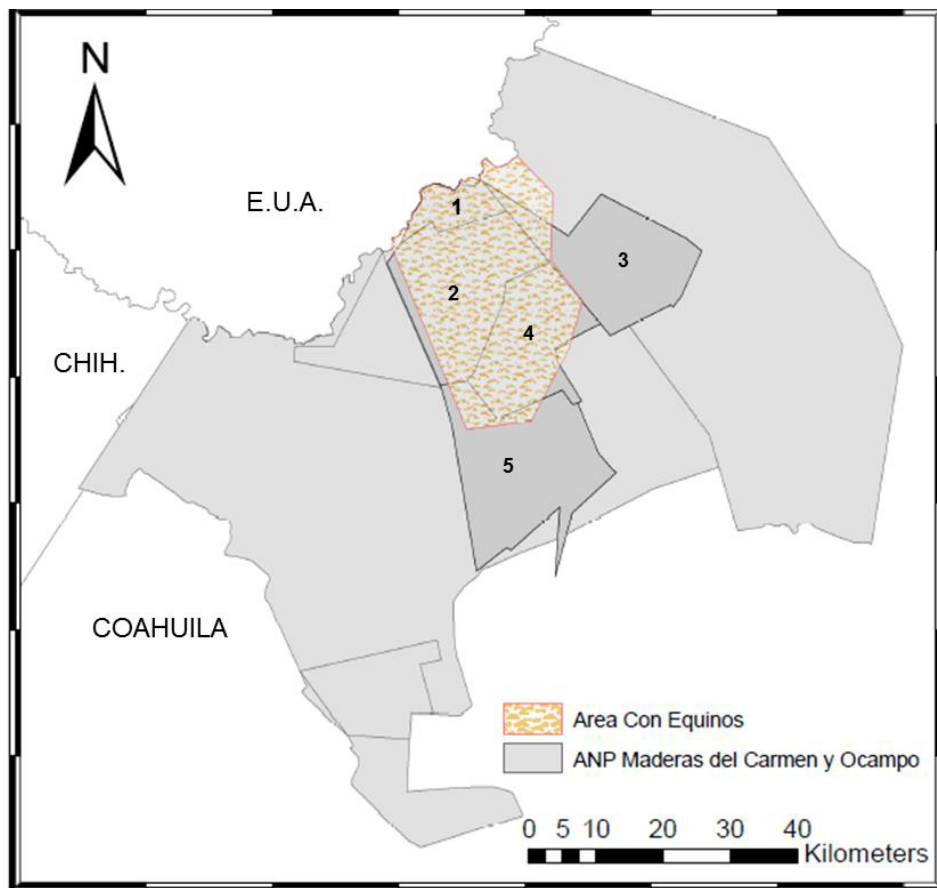 N
E.U.A.
1
2
3
4
CHIH.
5
COAHUILA
Area Con Equinos
ANP Maderas del Carmen y Ocampo
0 5 10 20 30 40
Kilometers